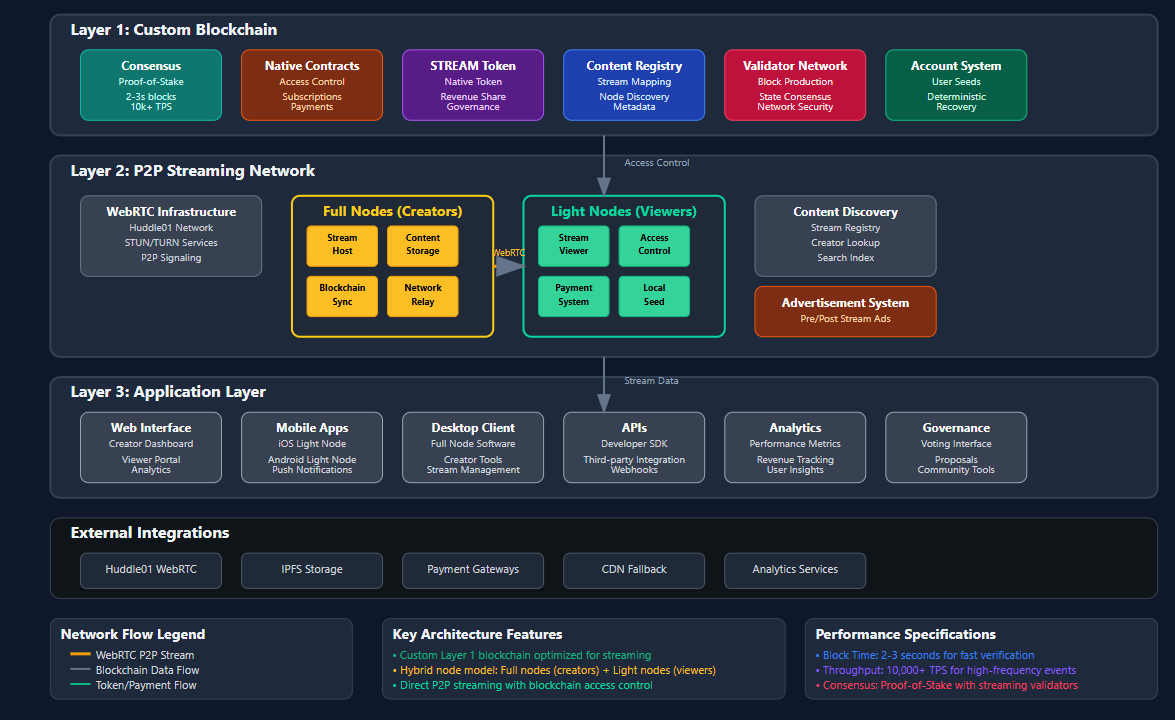 Layer 1: Custom Blockchain
Consensus
Proof-of-Stake
2-3s blocks
10k+ TPS
Native Contracts
Access Control
Subscriptions
Payments
STREAM Token
Native Token
Revenue Share
Governance
Content Registry
Stream Mapping
Node Discovery
Metadata
Validator Network
Block Production
State Consensus
Network Security
Account System
User Seeds
Deterministic
Recovery
Access Control
Layer 2: P2P Streaming Network
WebRTC Infrastructure
Huddle01 Network
STUN/TURN Services
P2P Signaling
Full Nodes (Creators)
Stream
Host
Content
Storage
Blockchain
Sync
Network
Relay
WebRTC
Light Nodes (Viewers)
Stream
Viewer
Access
Control
Payment
System
Local
Seed
Content Discovery
Stream Registry
Creator Lookup
Search Index
Advertisement System
Pre/Post Stream Ads
Stream Data
Layer 3: Application Layer
Web Interface
Creator Dashboard
Viewer Portal
Analytics
Mobile Apps
iOS Light Node
Android Light Node
Push Notifications
Desktop Client
Full Node Software
Creator Tools
Stream Management
APIs
Developer SDK
Third-party Integration
Webhooks
Analytics
Performance Metrics
Revenue Tracking
User Insights
Governance
Voting Interface
Proposals
Community Tools
External Integrations
Huddle01 WebRTC
IPFS Storage
Payment Gateways
CDN Fallback
Analytics Services
Network Flow Legend
WebRTC P2P Stream
Blockchain Data Flow
Token/Payment Flow
Key Architecture Features
• Custom Layer 1 blockchain optimized for streaming
• Hybrid node model: Full nodes (creators) + Light nodes (viewers)
• Direct P2P streaming with blockchain access control
Performance Specifications
• Block Time: 2-3 seconds for fast verification
• Throughput: 10,000+ TPS for high-frequency events
• Consensus: Proof-of-Stake with streaming validators